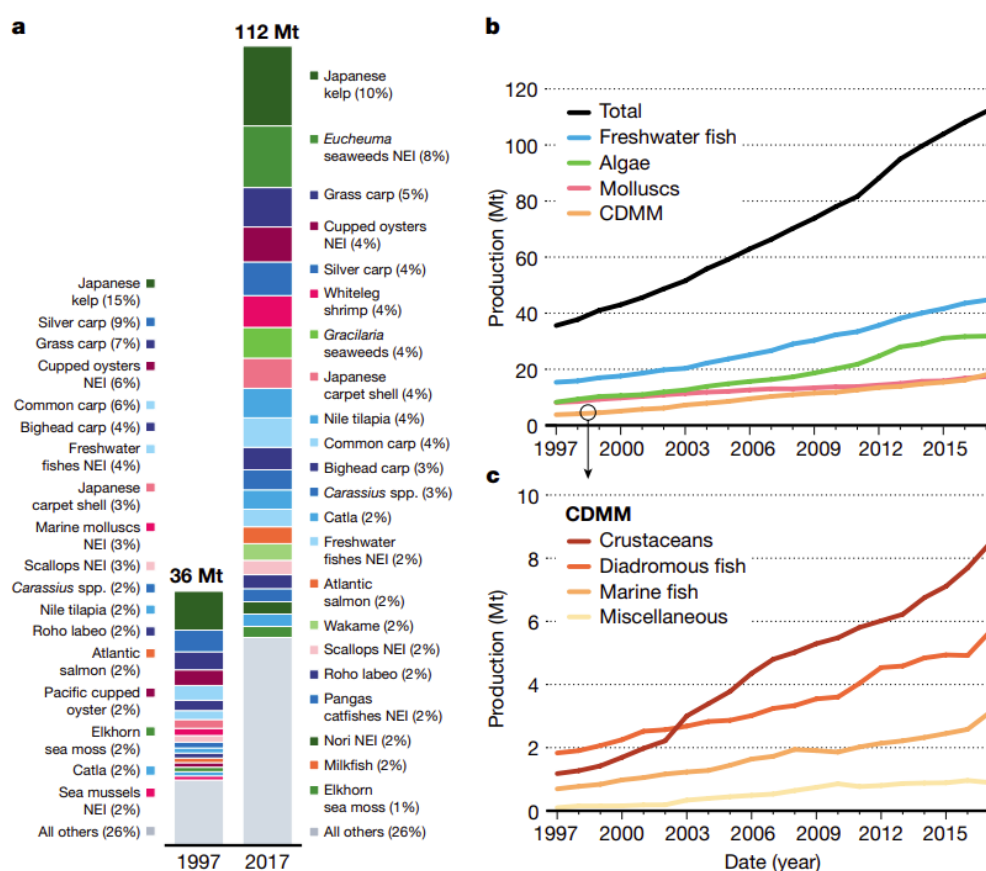 a
112 Mt
Japanese
kelp (10%)
Eucheuma
seaweeds NEI (8%)
Grass carp (5%)
Cupped oysters
NEI (4%)
Silver carp (4%)
Whiteleg
shrimp (4%)
Gracilaria
seaweeds (4%)
Japanese
carpet shell (4%)
Nile tilapia (4%)
Common carp (4%)
Bighead carp (3%)
Carassius spp. (3%)
Catla (2%)
Freshwater
fishes NEI (2%)
Atlantic
salmon (2%)
Wakame (2%)
Scallops NEI (2%)
Roho labeo (2%)
Pangas
catfishes NEI (2%)
Nori NEI (2%)
Milkfish (2%)
Elkhorn
sea moss (1%)
All others (26%)
Japanese
kelp (15%)
Silver carp (9%)
Grass carp (7%)
Cupped oysters
NEI (6%)
Common carp (6%)
Bighead carp (4%)
Freshwater
fishes NEI (4%)
Japanese
carpet shell (3%)
Marine molluscs
NEI (3%)
Scallops NEI (3%)
Carassius spp. (2%)
Nile tilapia (2%)
Roho labeo (2%)
Atlantic
salmon (2%)
Pacific cupped
oyster (2%)
Elkhorn
sea moss (2%)
Catla (2%)
Sea mussels
NEI (2%)
All others (26%)
36 Mt
1997
2017
b
Production (Mt)
120
100
80
60
40
20
0
Total
Freshwater fish
Algae
Molluscs
CDMM
1997
2000
2003
2006
2009
2012
2015
c
Production (Mt)
10
8
6
4
2
0
CDMM
Crustaceans
Diadromous fish
Marine fish
Miscellaneous
1997
2000
2003
2006
2009
2012
2015
Date (year)